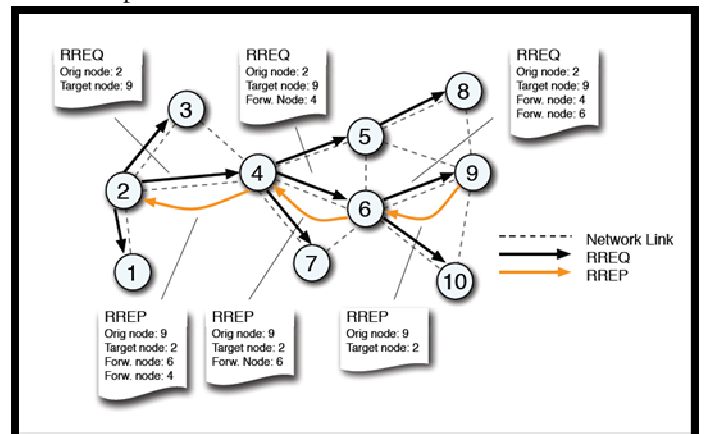 RREQ
Orig node: 2
Target node: 9
RREQ
Orig node: 2
Target node: 9
Forw. Node: 4
RREQ
Orig node: 2
Target node: 9
Forw. node: 4
Forw. node: 6
3
8
5
4
9
2
6
1
7
10
Network Link
RREQ
RREP
RREP
Orig node: 9
Target node: 2
Forw. node: 6
Forw. node: 4
RREP
Orig node: 9
Target node: 2
Forw. Node: 6
RREP
Orig node: 9
Target node: 2